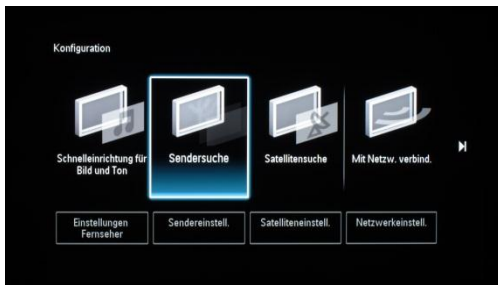 Konfiguration
Schnelleinrichtung für
Bild und Ton
Sendersuche
Satellitensuche
Mit Netzw. verbind.
Einstellungen
Fernseher
Sendereinstell.
Satelliteneinstell.
Netzwerkeinstell.